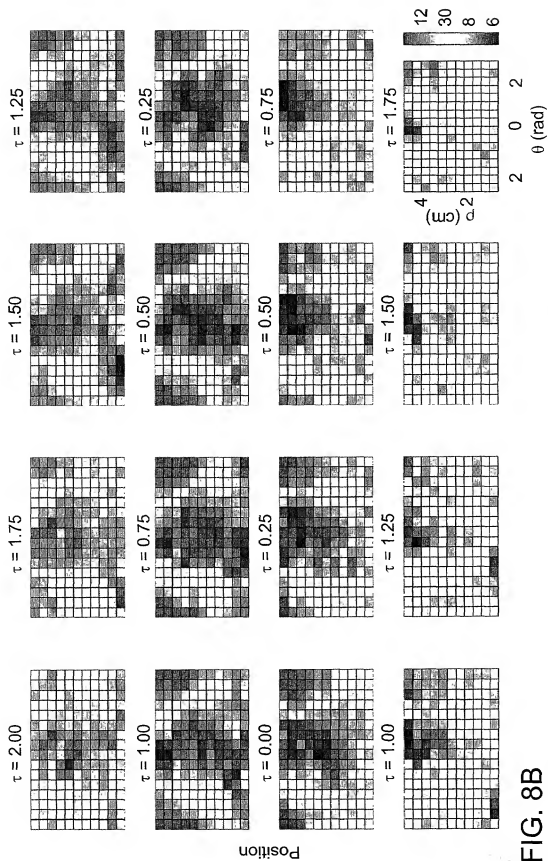 Position
τ = 2.00
τ = 1.75
τ = 1.50
τ = 1.25
τ = 1.00
τ = 0.75
τ = 0.50
τ = 0.25
τ = 0.00
τ = 0.25
τ = 0.50
τ = 0.75
τ = 1.00
τ = 1.25
τ = 1.50
τ = 1.75
12
30
8
6
ρ (cm)
4
2
2
0
2
θ (rad)
FIG. 8B